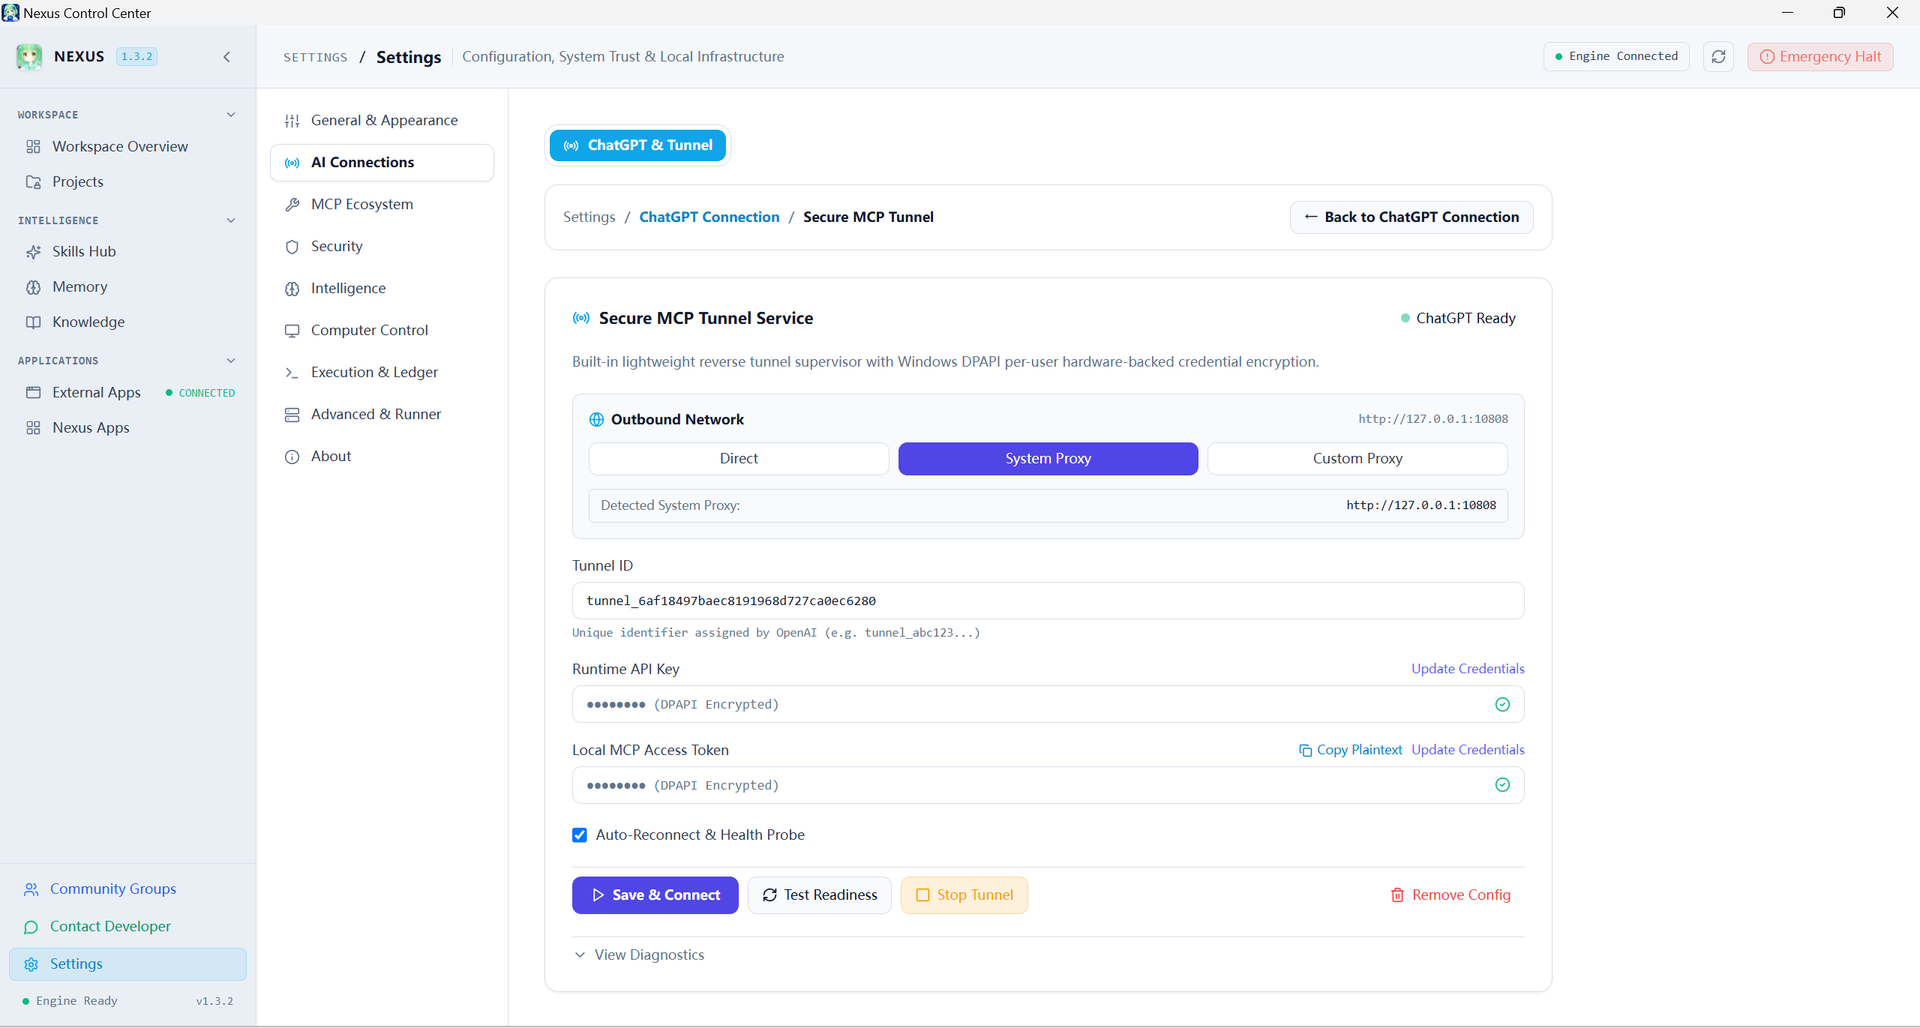 Nexus Control Center
NEXUS 1.3.2
SETTINGS / Settings Configuration, System Trust & Local Infrastructure
Engine Connected
Emergency Halt
WORKSPACE
Workspace Overview
Projects
INTELLIGENCE
Skills Hub
Memory
Knowledge
APPLICATIONS
External Apps CONNECTED
Nexus Apps
Community Groups
Contact Developer
Settings
Engine Ready v1.3.2
General & Appearance
AI Connections
MCP Ecosystem
Security
Intelligence
Computer Control
Execution & Ledger
Advanced & Runner
About
ChatGPT & Tunnel
Settings / ChatGPT Connection / Secure MCP Tunnel
← Back to ChatGPT Connection
Secure MCP Tunnel Service
ChatGPT Ready
Built-in lightweight reverse tunnel supervisor with Windows DPAPI per-user hardware-backed credential encryption.
Outbound Network http://127.0.0.1:10808
Direct System Proxy Custom Proxy
Detected System Proxy: http://127.0.0.1:10808
Tunnel ID
tunnel_6af18497baec8191968d727ca0ec6280
Unique identifier assigned by OpenAI (e.g. tunnel_abc123...)
Runtime API Key Update Credentials
•••••••• (DPAPI Encrypted)
Local MCP Access Token Copy Plaintext Update Credentials
•••••••• (DPAPI Encrypted)
Auto-Reconnect & Health Probe
Save & Connect Test Readiness Stop Tunnel Remove Config
View Diagnostics